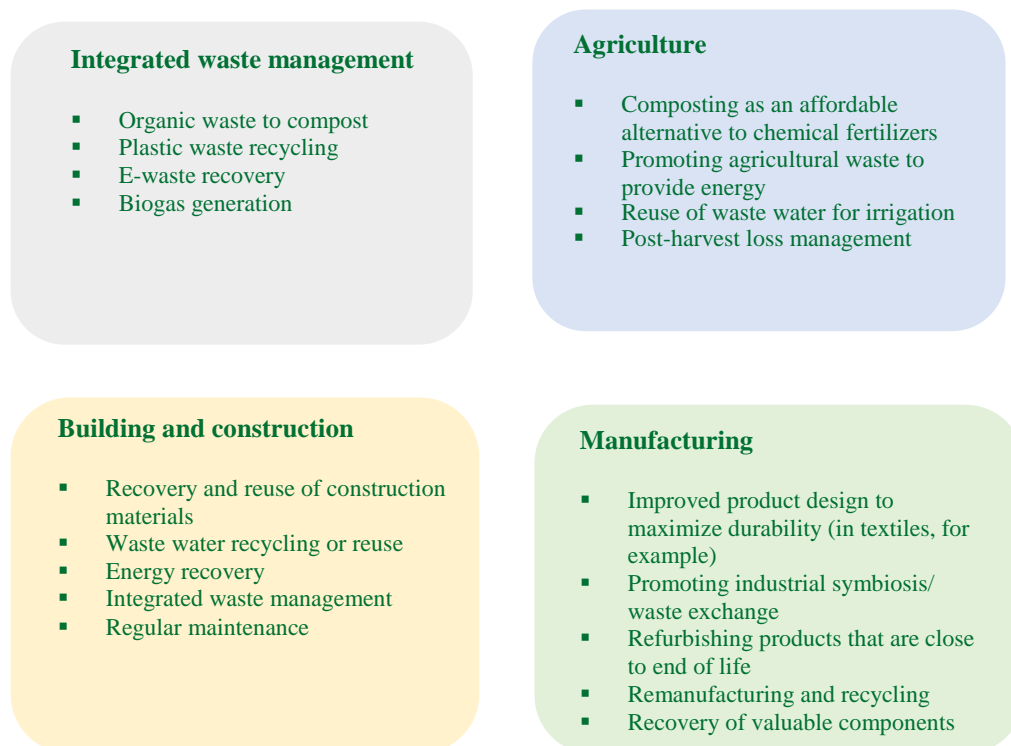 Integrated waste management
▪ Organic waste to compost
▪ Plastic waste recycling
▪ E-waste recovery
▪ Biogas generation
Agriculture
▪ Composting as an affordable
alternative to chemical fertilizers
▪ Promoting agricultural waste to
provide energy
▪ Reuse of waste water for irrigation
▪ Post-harvest loss management
Building and construction
▪ Recovery and reuse of construction
materials
▪ Waste water recycling or reuse
▪ Energy recovery
▪ Integrated waste management
▪ Regular maintenance
Manufacturing
▪ Improved product design to
maximize durability (in textiles, for
example)
▪ Promoting industrial symbiosis/
waste exchange
▪ Refurbishing products that are close
to end of life
▪ Remanufacturing and recycling
▪ Recovery of valuable components